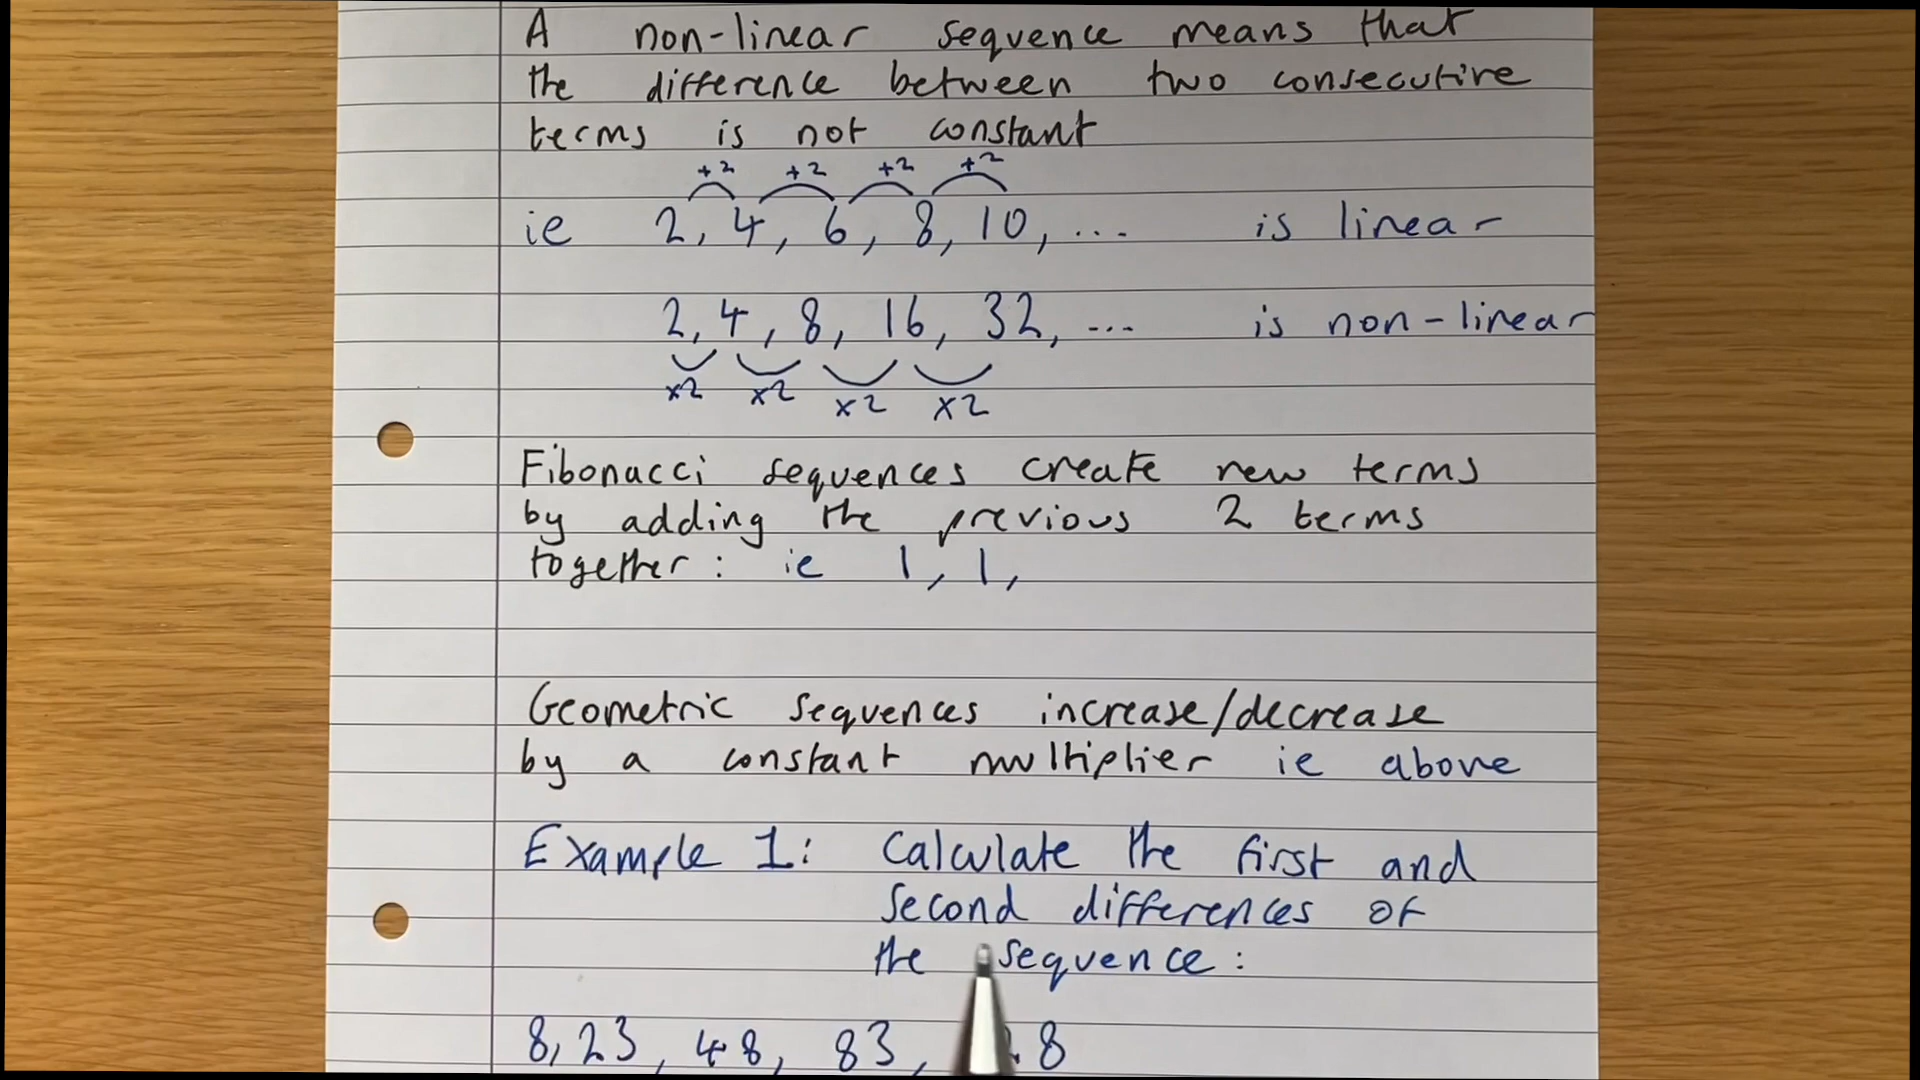 A non-linear sequence means that
the difference between two consecutive
terms is not constant
+2 +2 +2 +2
ie 2, 4, 6, 8, 10, ... is linear
2, 4, 8, 16, 32, ... is non-linear
x2 x2 x2 x2
Fibonacci sequences create new terms
by adding the previous 2 terms
together: ie 1, 1,
Geometric sequences increase/decrease
by a constant multiplier ie above
Example 1: Calculate the first and
second differences of
the sequence:
8, 23, 48, 83,